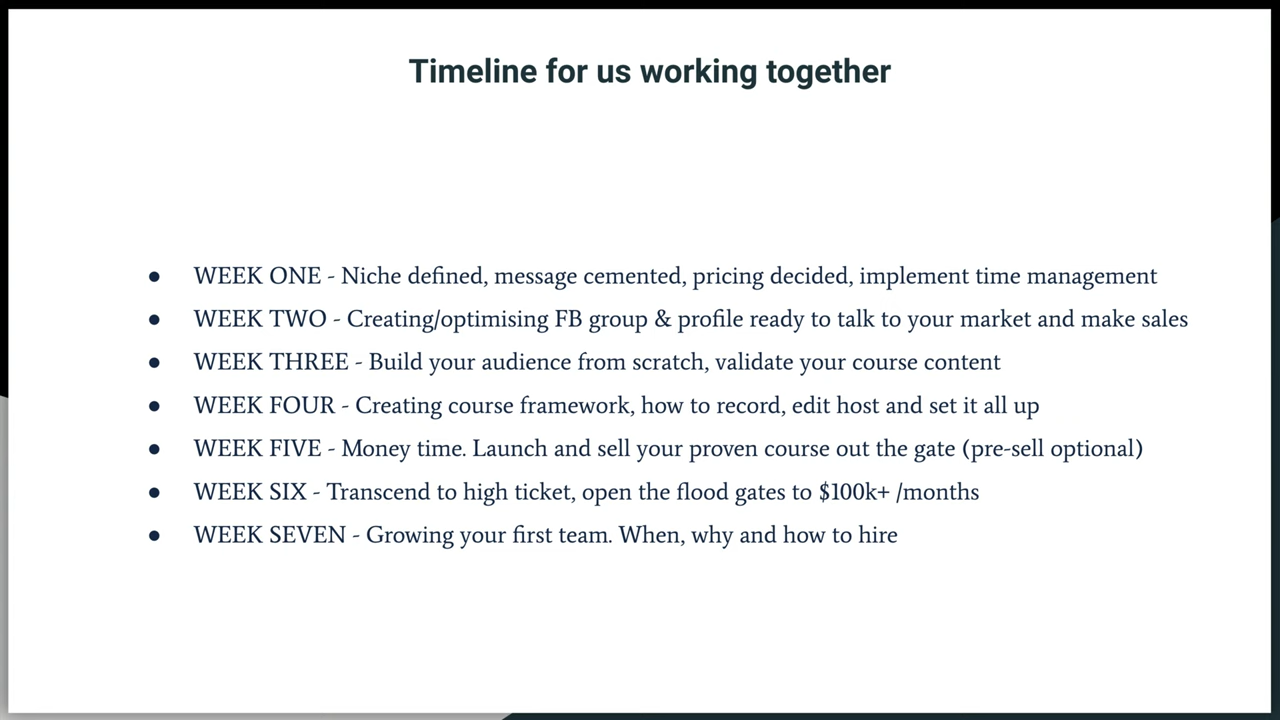 Timeline for us working together
● WEEK ONE - Niche defined, message cemented, pricing decided, implement time management
● WEEK TWO - Creating/optimising FB group & profile ready to talk to your market and make sales
● WEEK THREE - Build your audience from scratch, validate your course content
● WEEK FOUR - Creating course framework, how to record, edit host and set it all up
● WEEK FIVE - Money time. Launch and sell your proven course out the gate (pre-sell optional)
● WEEK SIX - Transcend to high ticket, open the flood gates to $100k+ /months
● WEEK SEVEN - Growing your first team. When, why and how to hire